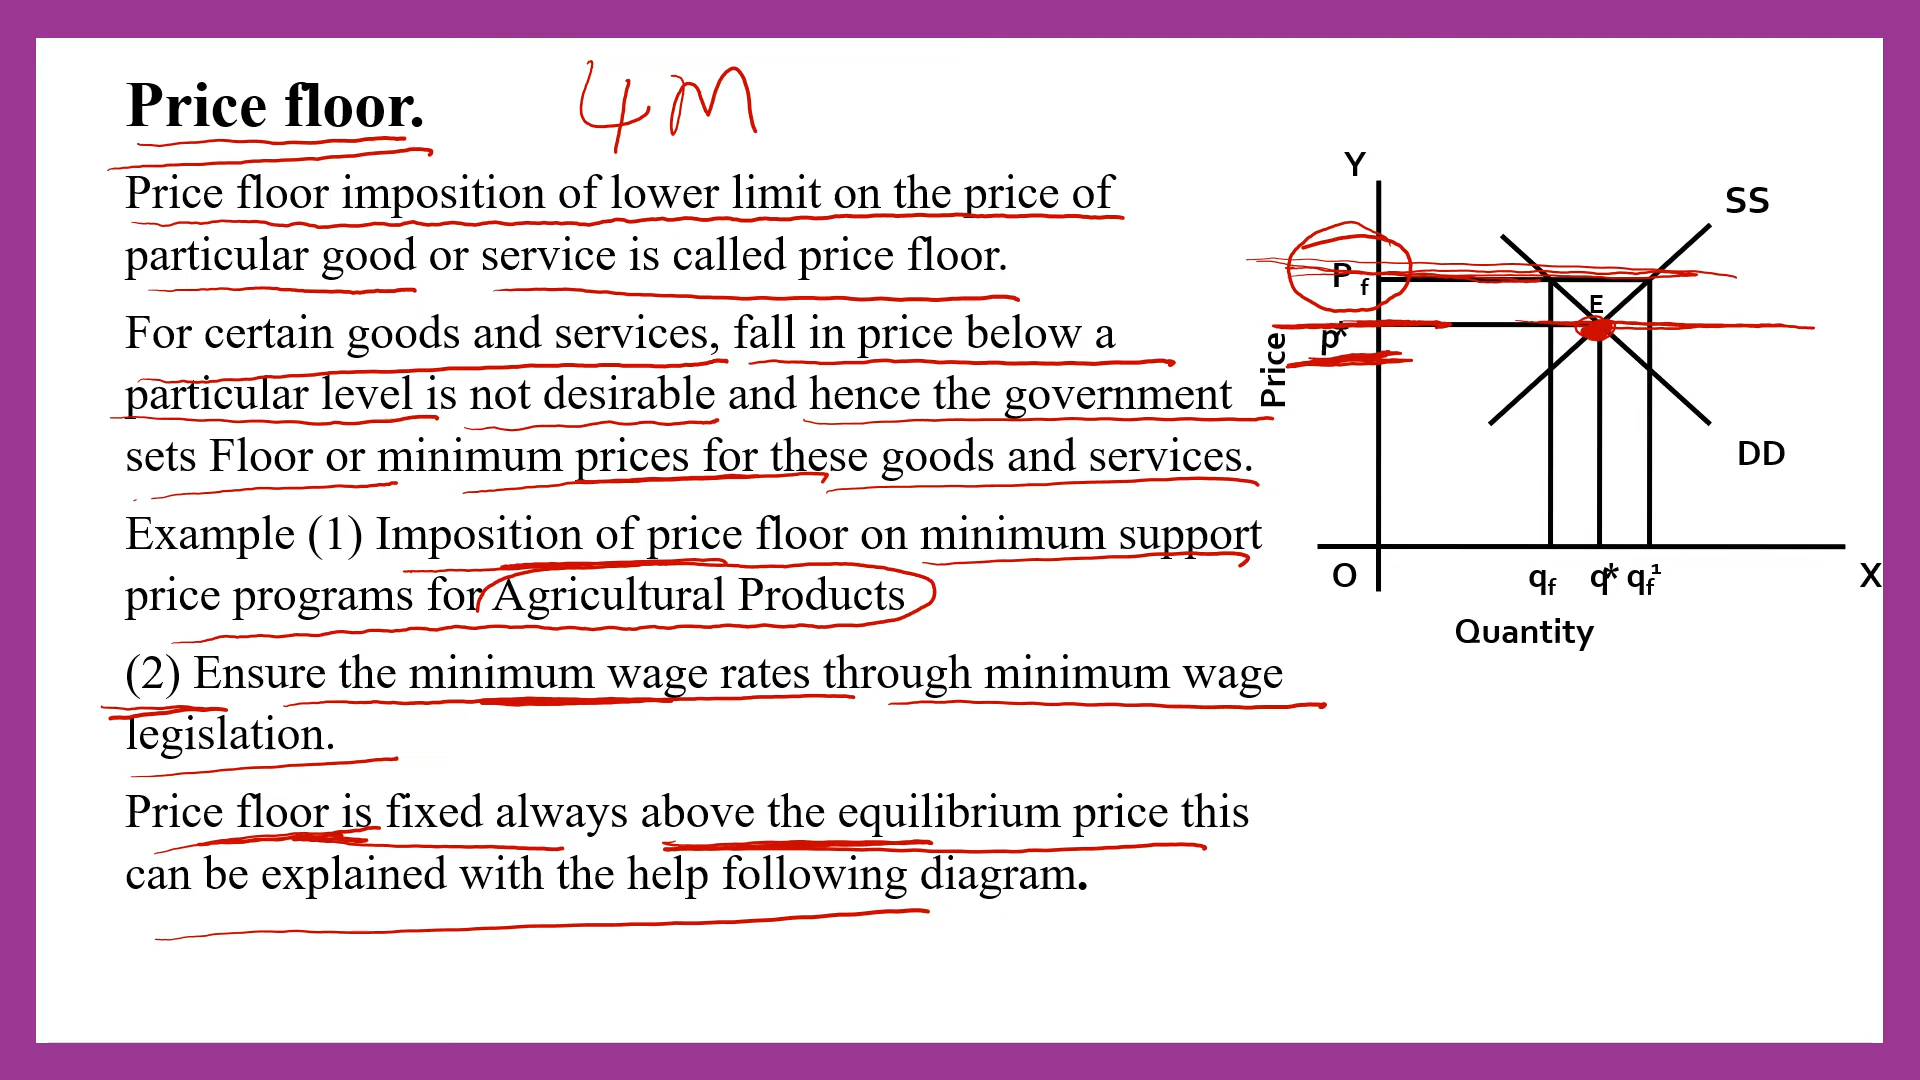 Price floor. 4 M
Price floor imposition of lower limit on the price of
particular good or service is called price floor.
For certain goods and services, fall in price below a
particular level is not desirable and hence the government
sets Floor or minimum prices for these goods and services.
Example (1) Imposition of price floor on minimum support
price programs for Agricultural Products
(2) Ensure the minimum wage rates through minimum wage
legislation.
Price floor is fixed always above the equilibrium price this
can be explained with the help following diagram.
Y
SS
Pf
E
p*
Price
DD
O qf q* qf¹ X
Quantity